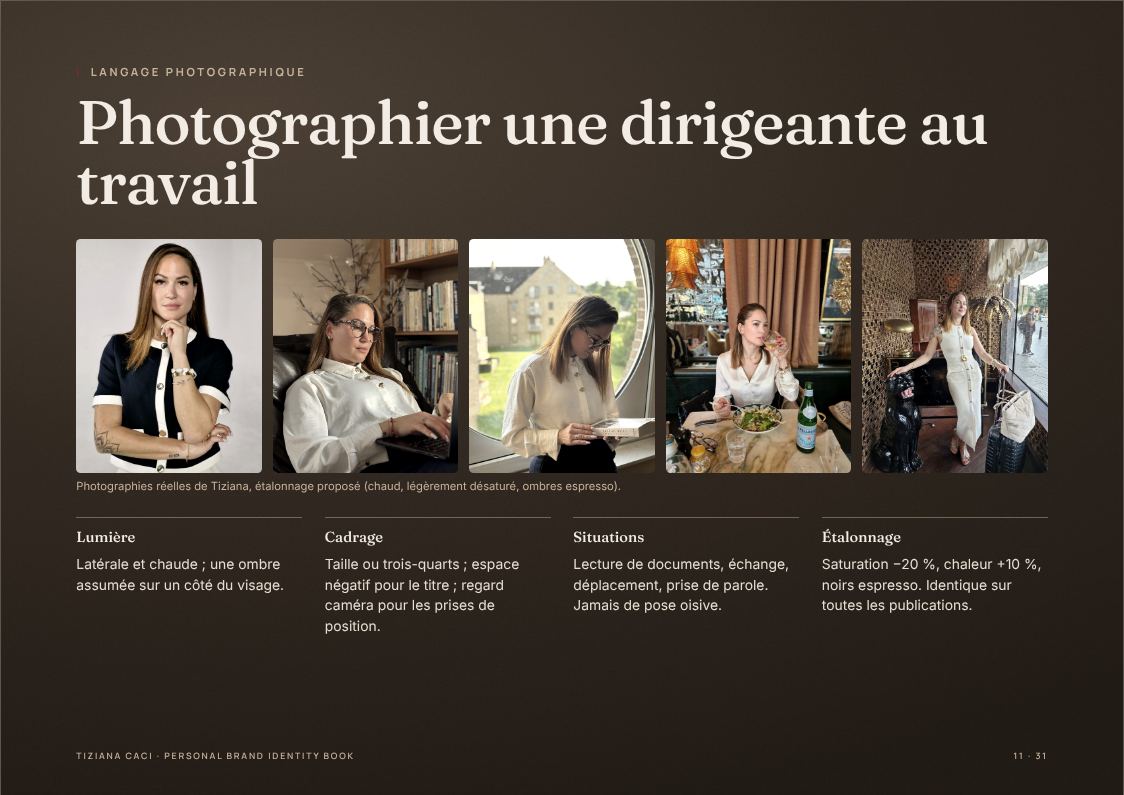 LANGAGE PHOTOGRAPHIQUE
Photographier une dirigeante au
travail
Photographies réelles de Tiziana, étalonnage proposé (chaud, légèrement désaturé, ombres espresso).
Lumière
Latérale et chaude ; une ombre
assumée sur un côté du visage.
Cadrage
Taille ou trois-quarts ; espace
négatif pour le titre ; regard
caméra pour les prises de
position.
Situations
Lecture de documents, échange,
déplacement, prise de parole.
Jamais de pose oisive.
Étalonnage
Saturation −20 %, chaleur +10 %,
noirs espresso. Identique sur
toutes les publications.
TIZIANA CACI · PERSONAL BRAND IDENTITY BOOK
11 · 31